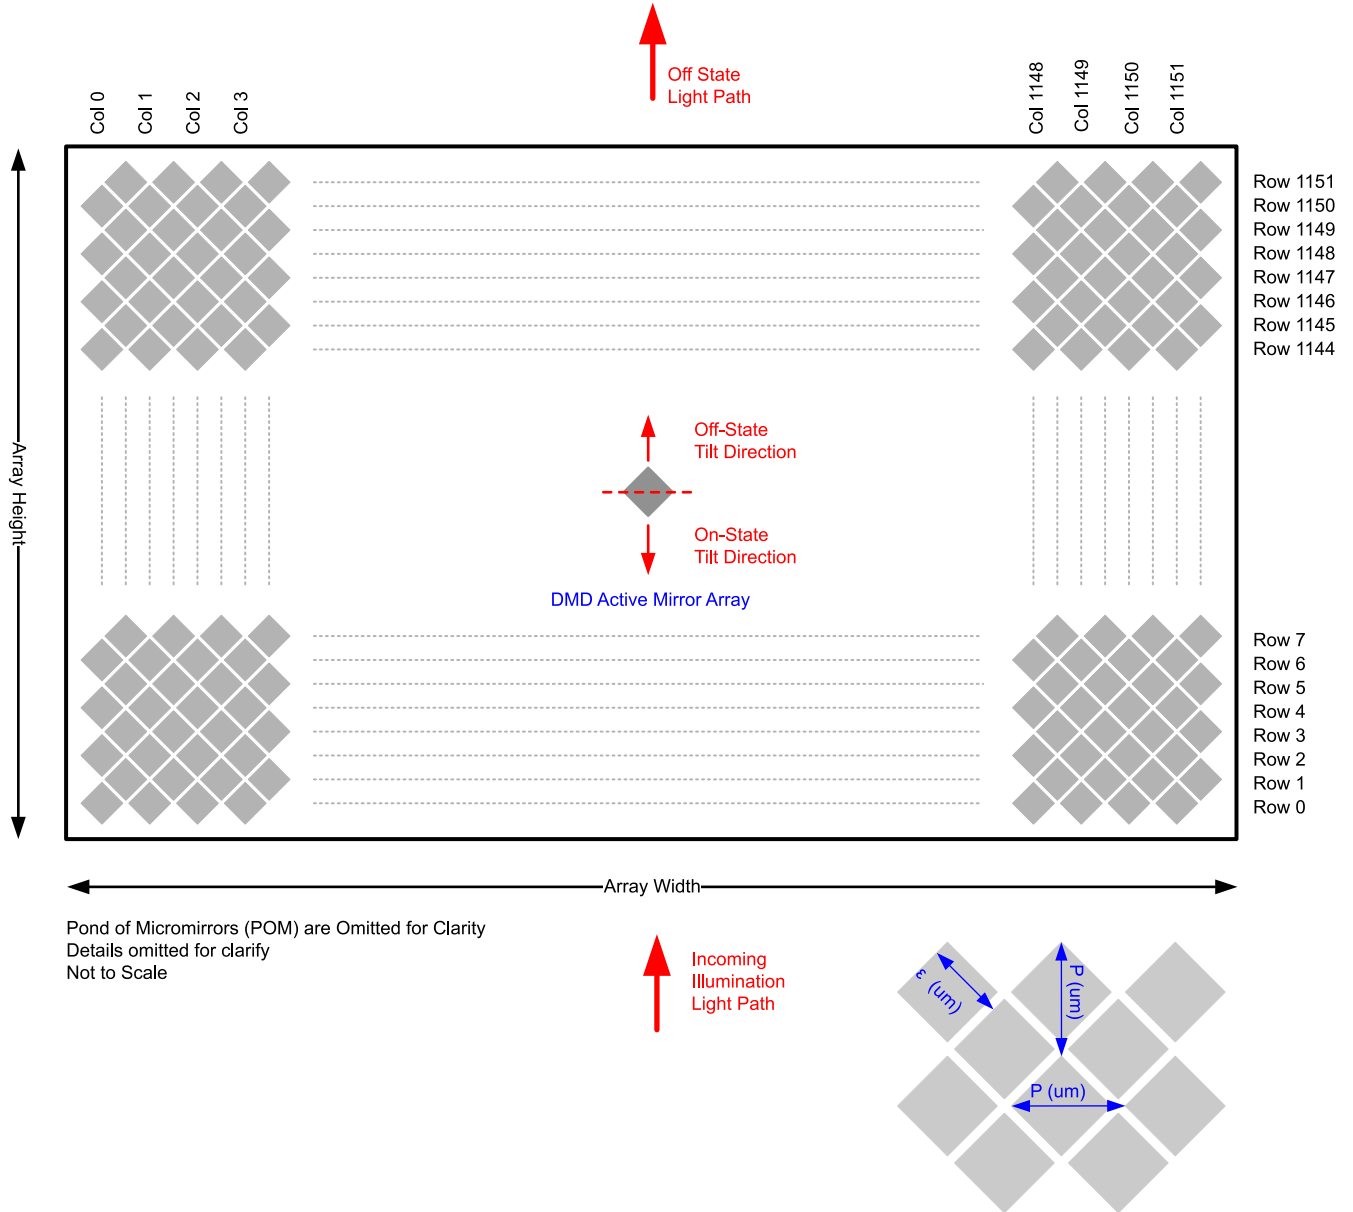 Off State
Light Path
Col 0
Col 1
Col 2
Col 3
Col 1148
Col 1149
Col 1150
Col 1151
Row 1151
Row 1150
Row 1149
Row 1148
Row 1147
Row 1146
Row 1145
Row 1144
Array Height
Off-State
Tilt Direction
On-State
Tilt Direction
DMD Active Mirror Array
Row 7
Row 6
Row 5
Row 4
Row 3
Row 2
Row 1
Row 0
Array Width
Pond of Micromirrors (POM) are Omitted for Clarity
Details omitted for clarify
Not to Scale
Incoming
Illumination
Light Path
ε (um)
P (um)
P (um)